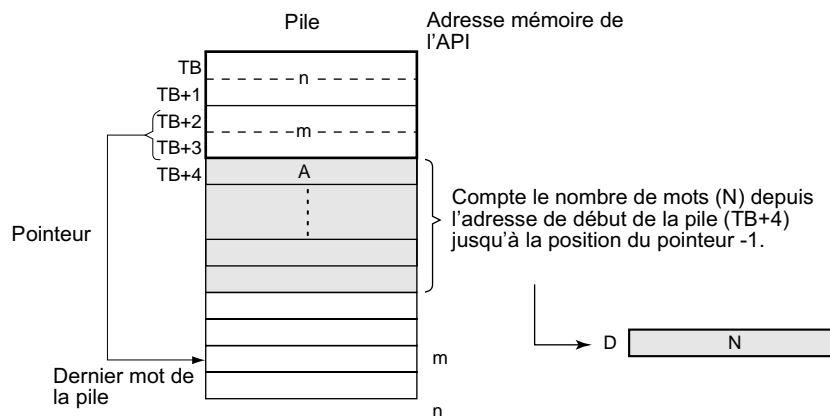 Pile
Adresse mémoire de
l’API
TB
n
TB+1
TB+2
m
TB+3
TB+4
A
Pointeur
Compte le nombre de mots (N) depuis
l’adresse de début de la pile (TB+4)
jusqu’à la position du pointeur -1.
D
N
m
Dernier mot de
la pile
n